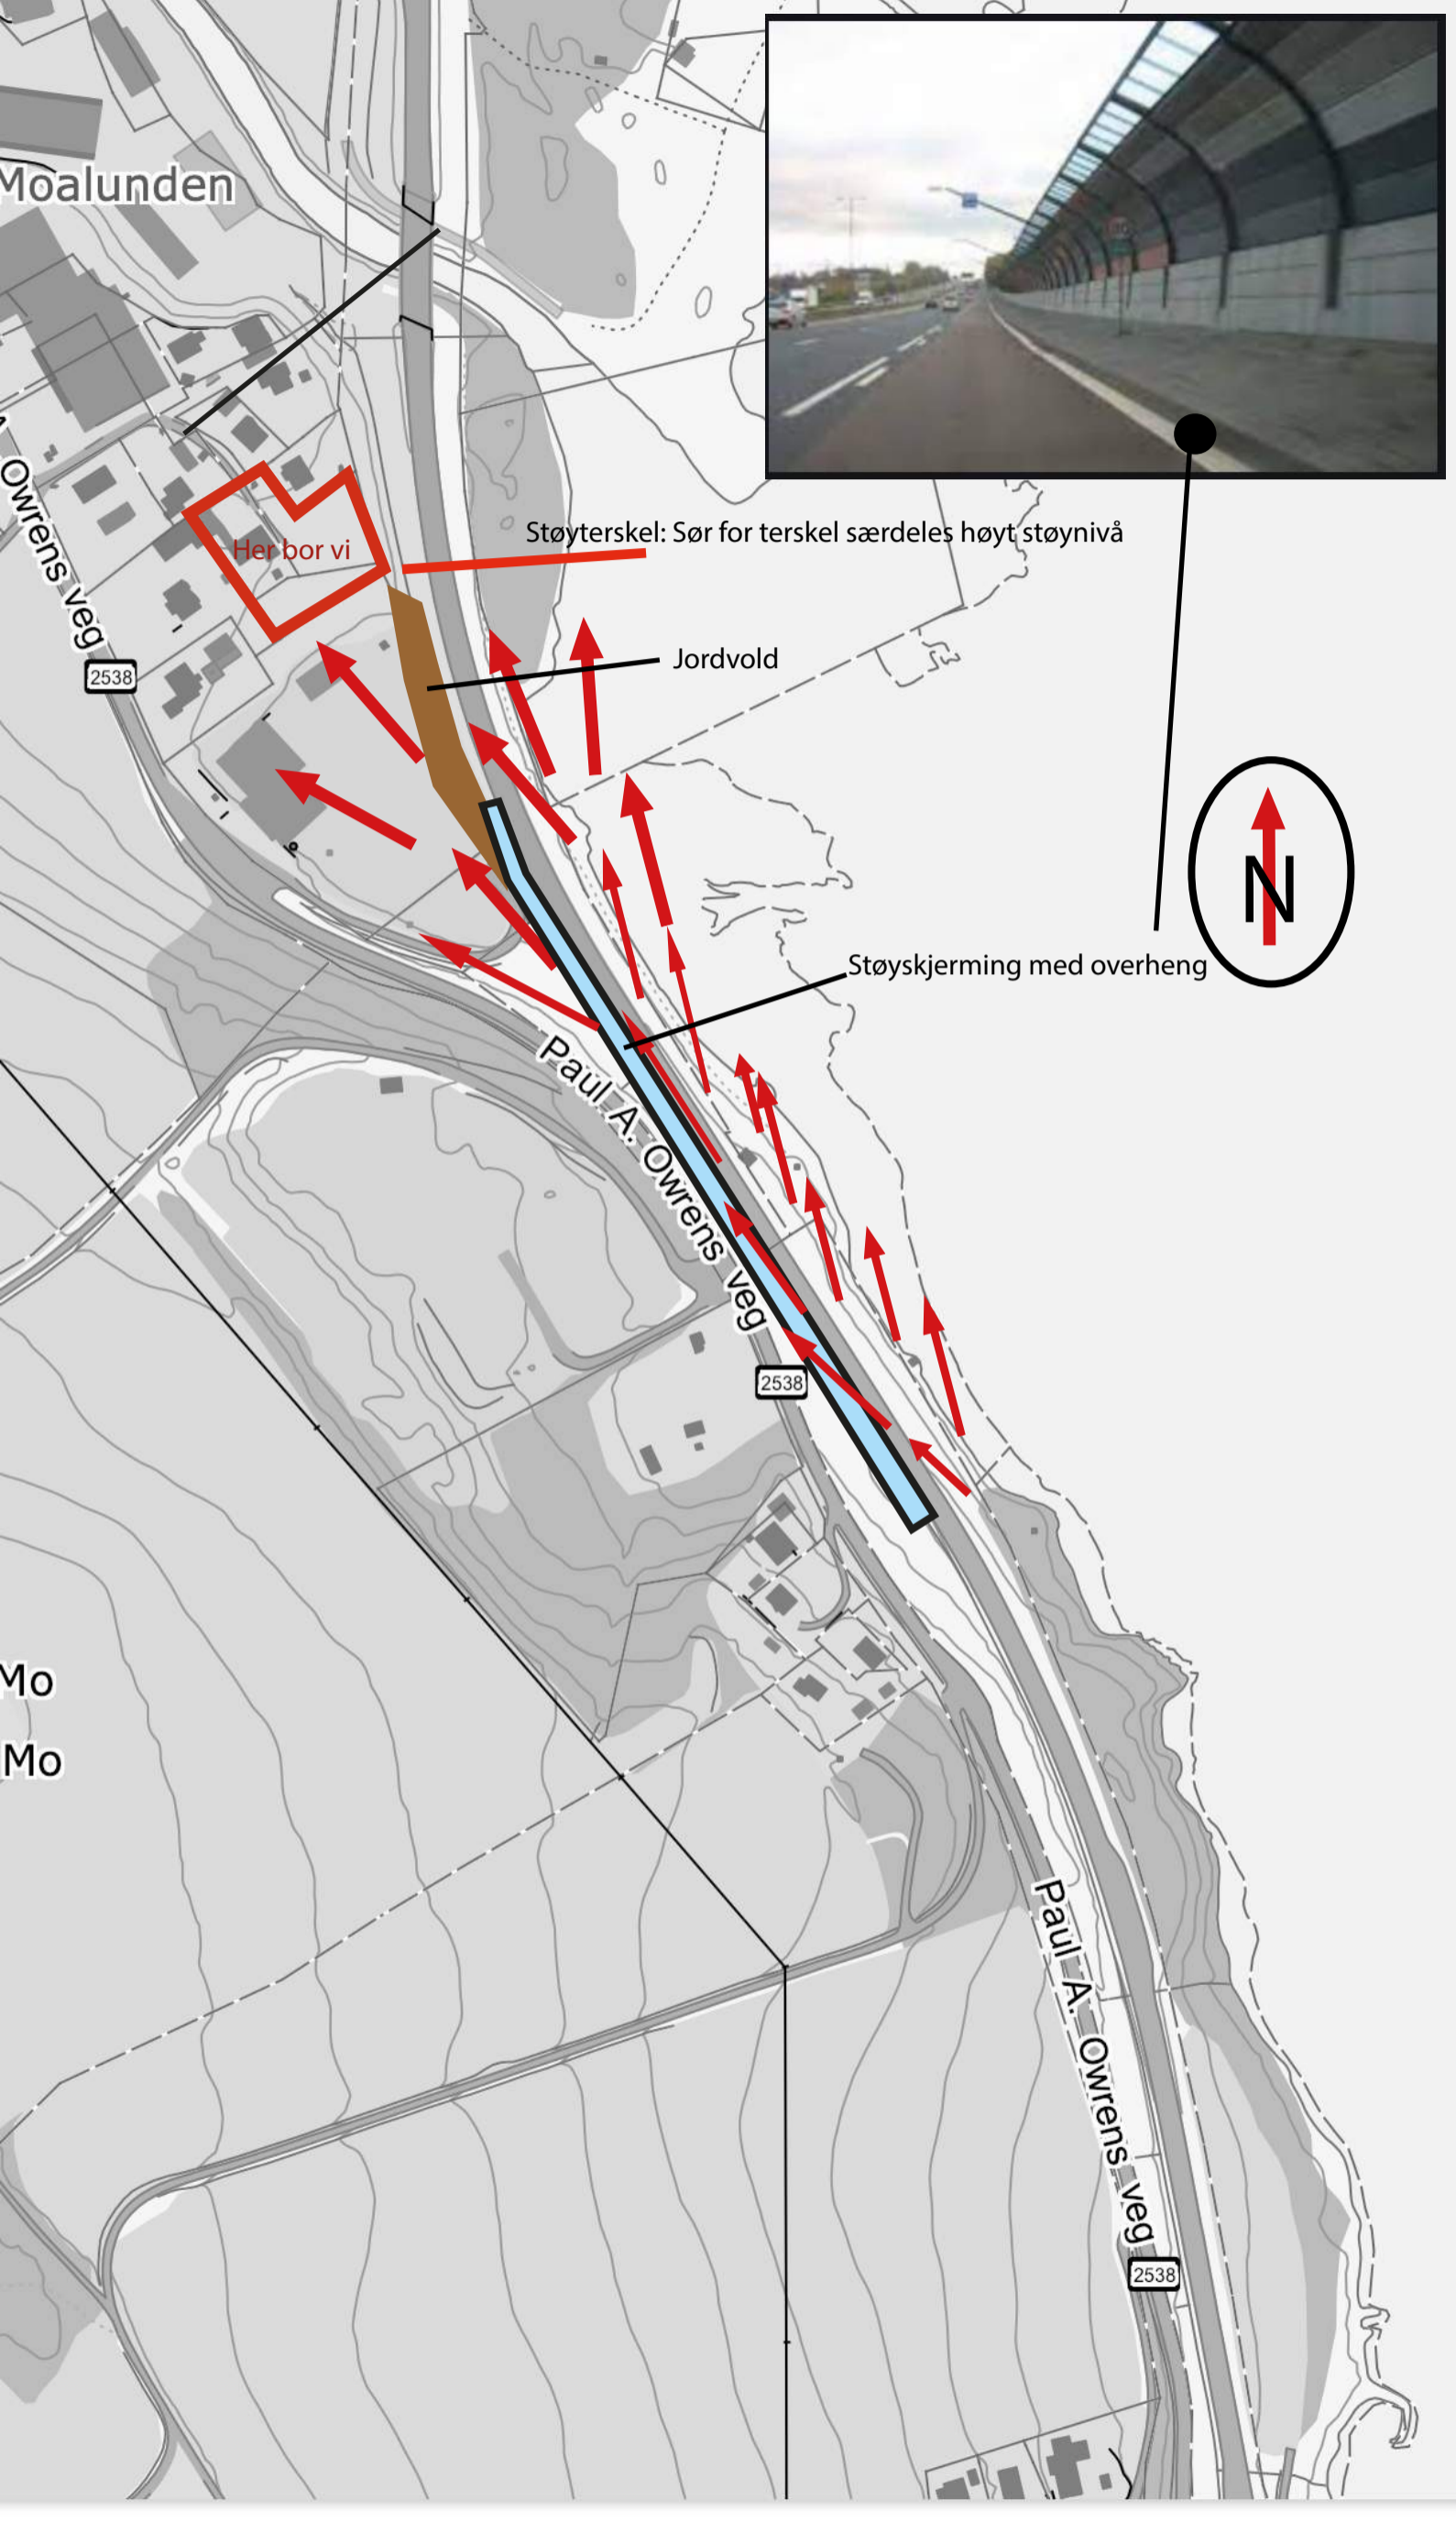 Moalunden
Owrens veg
Her bor vi
Støyterskel: Sør for terskel særdeles høyt støynivå
2538
Jordvold
N
Støyskjerming med overheng
Paul A. Owrens veg
2538
Mo
Mo
Paul A. Owrens veg
2538